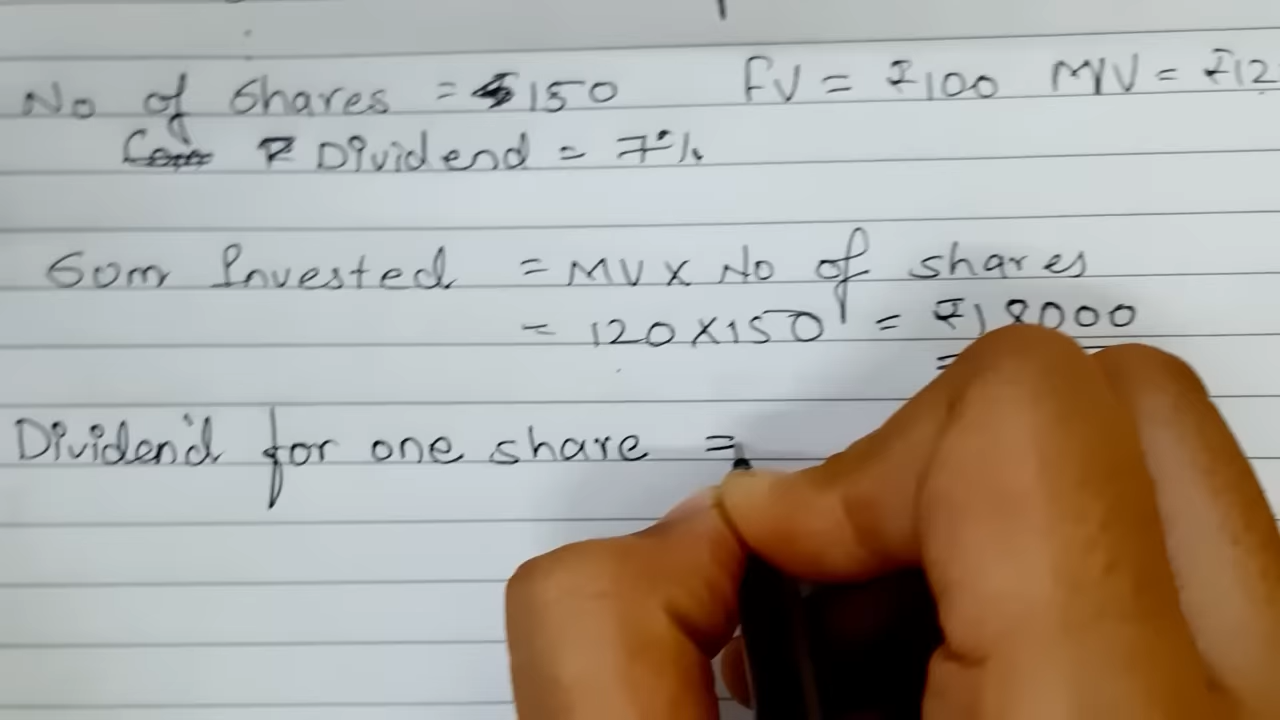 No of Shares = 150 FV = ₹100 MV = ₹12
Dividend = 7%
Som Invested = MV X No of shares
= 120 X 150 = ₹18000
=
Dividend for one share =